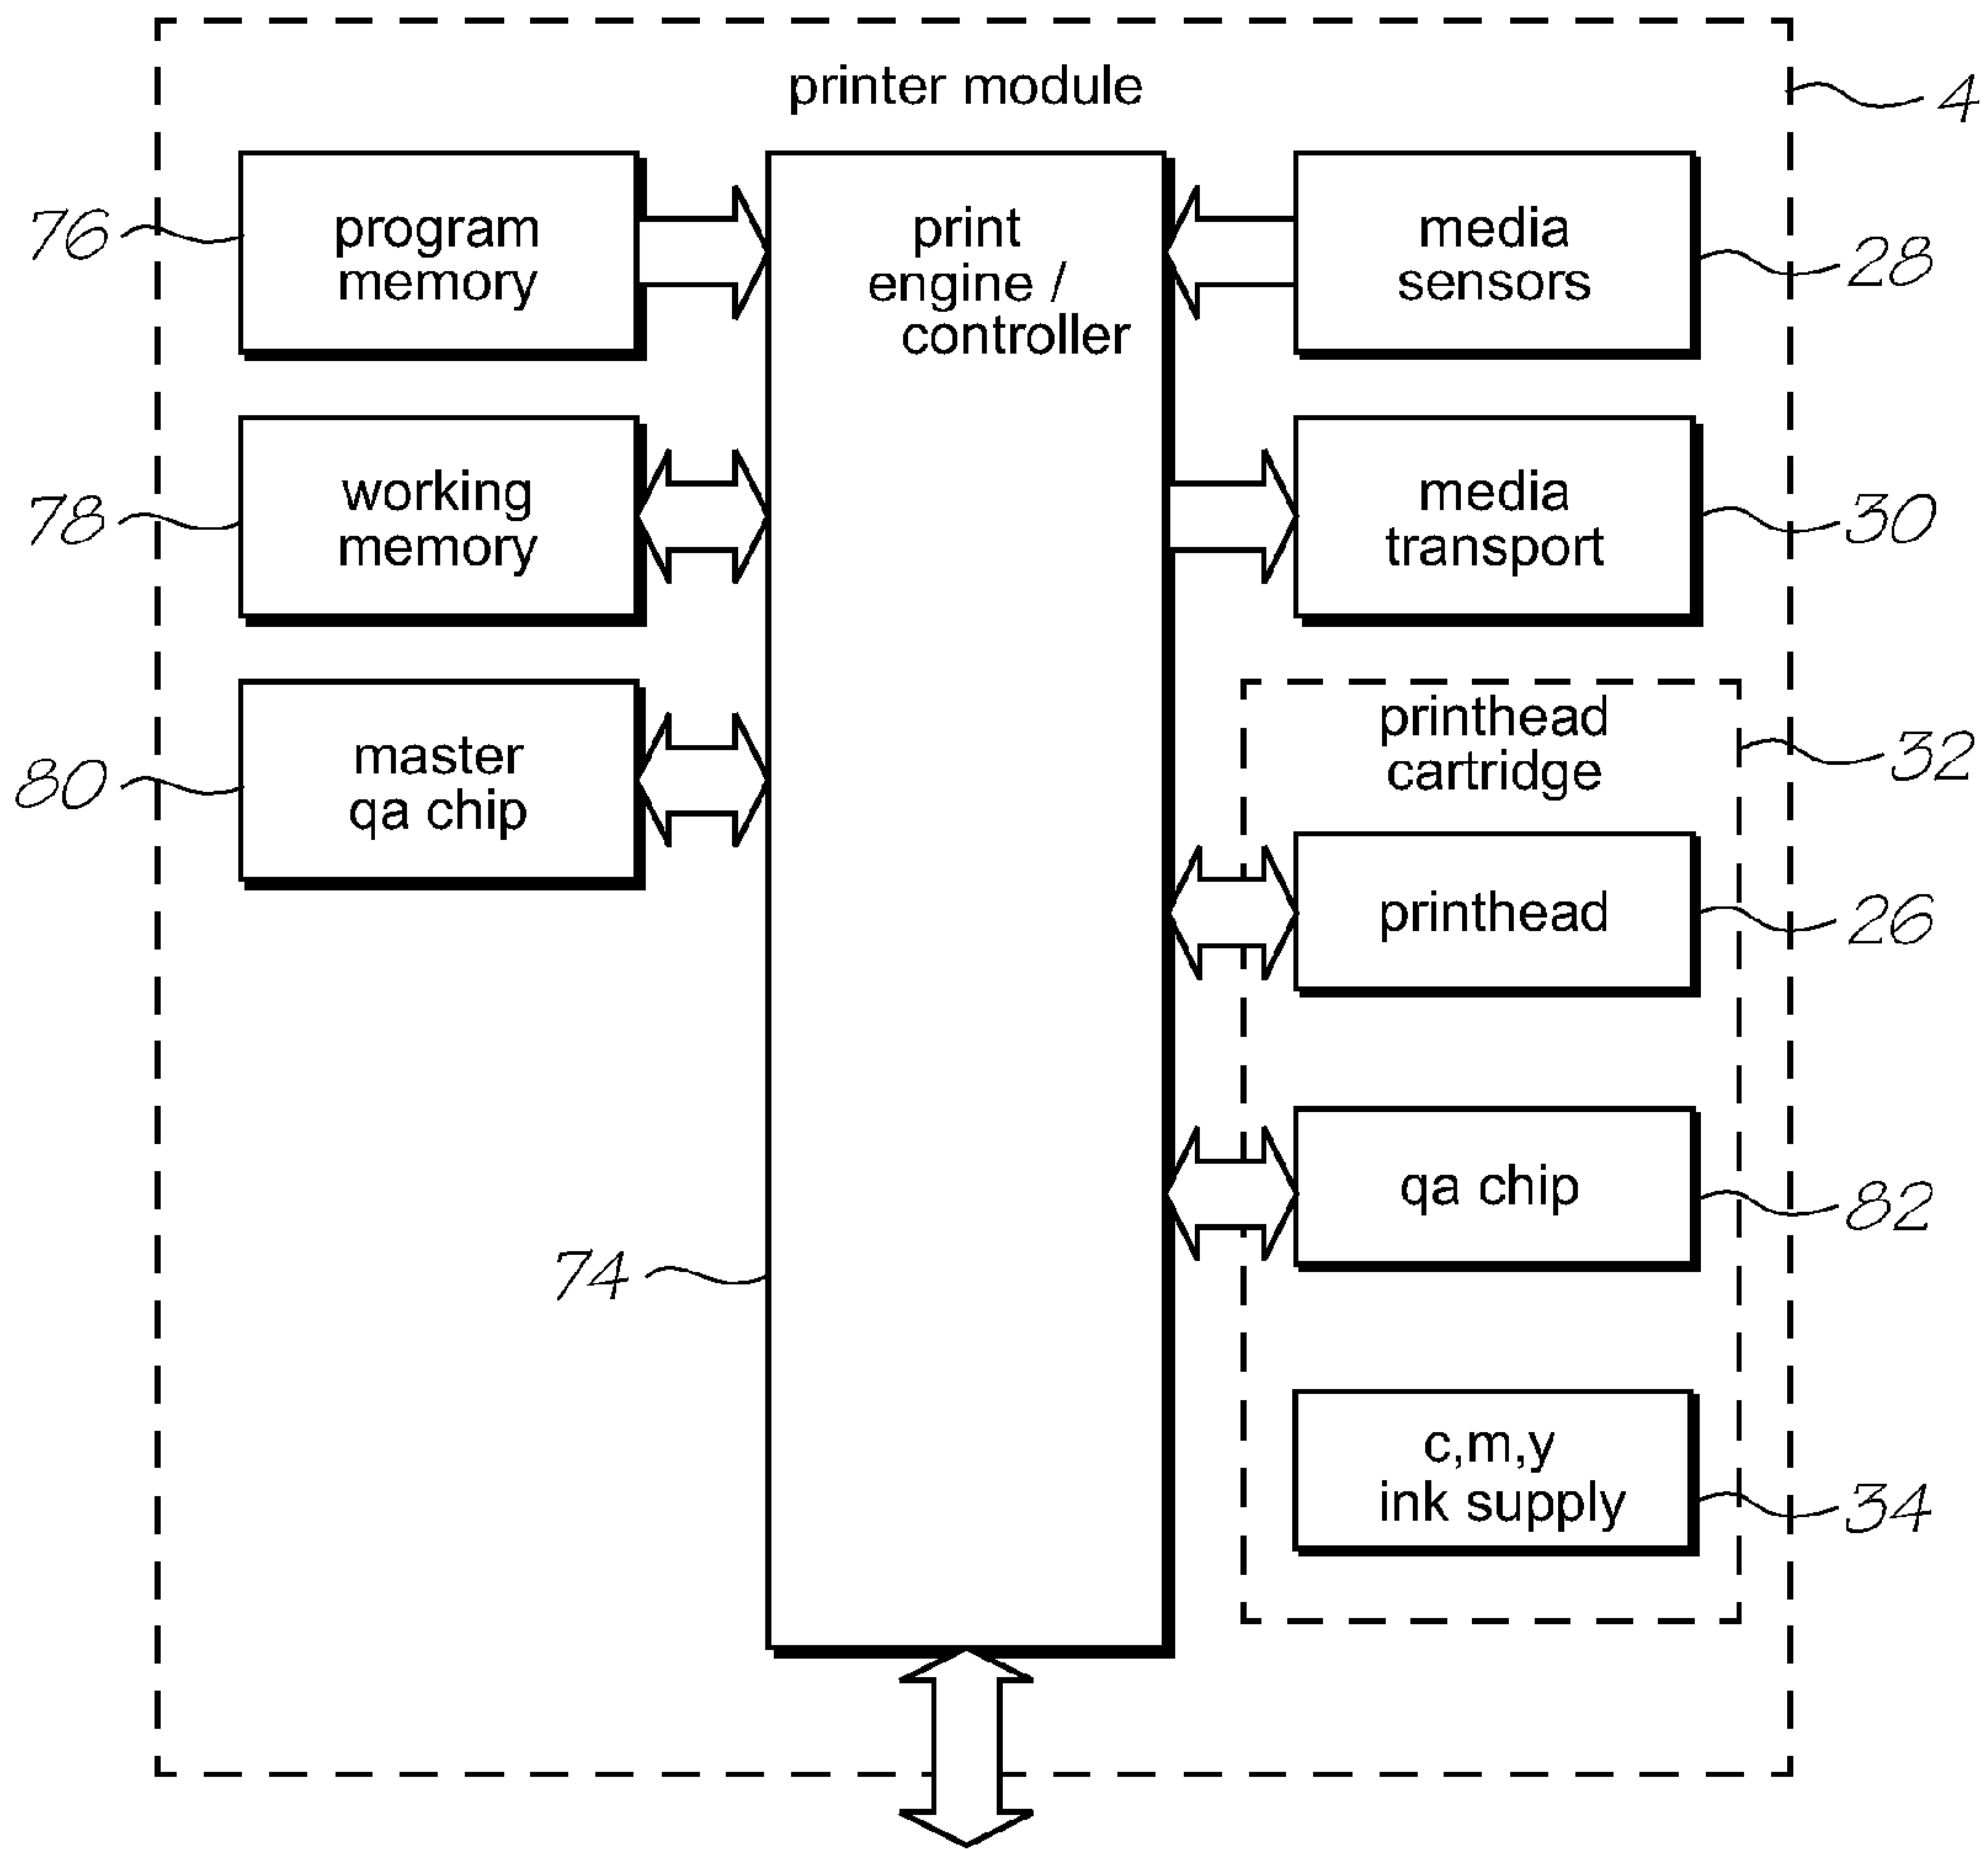 printer module
4
76
program
memory
print
engine /
controller
media
sensors
28
78
working
memory
media
transport
30
80
master
qa chip
printhead
cartridge
32
printhead
26
qa chip
82
74
c,m,y
ink supply
34